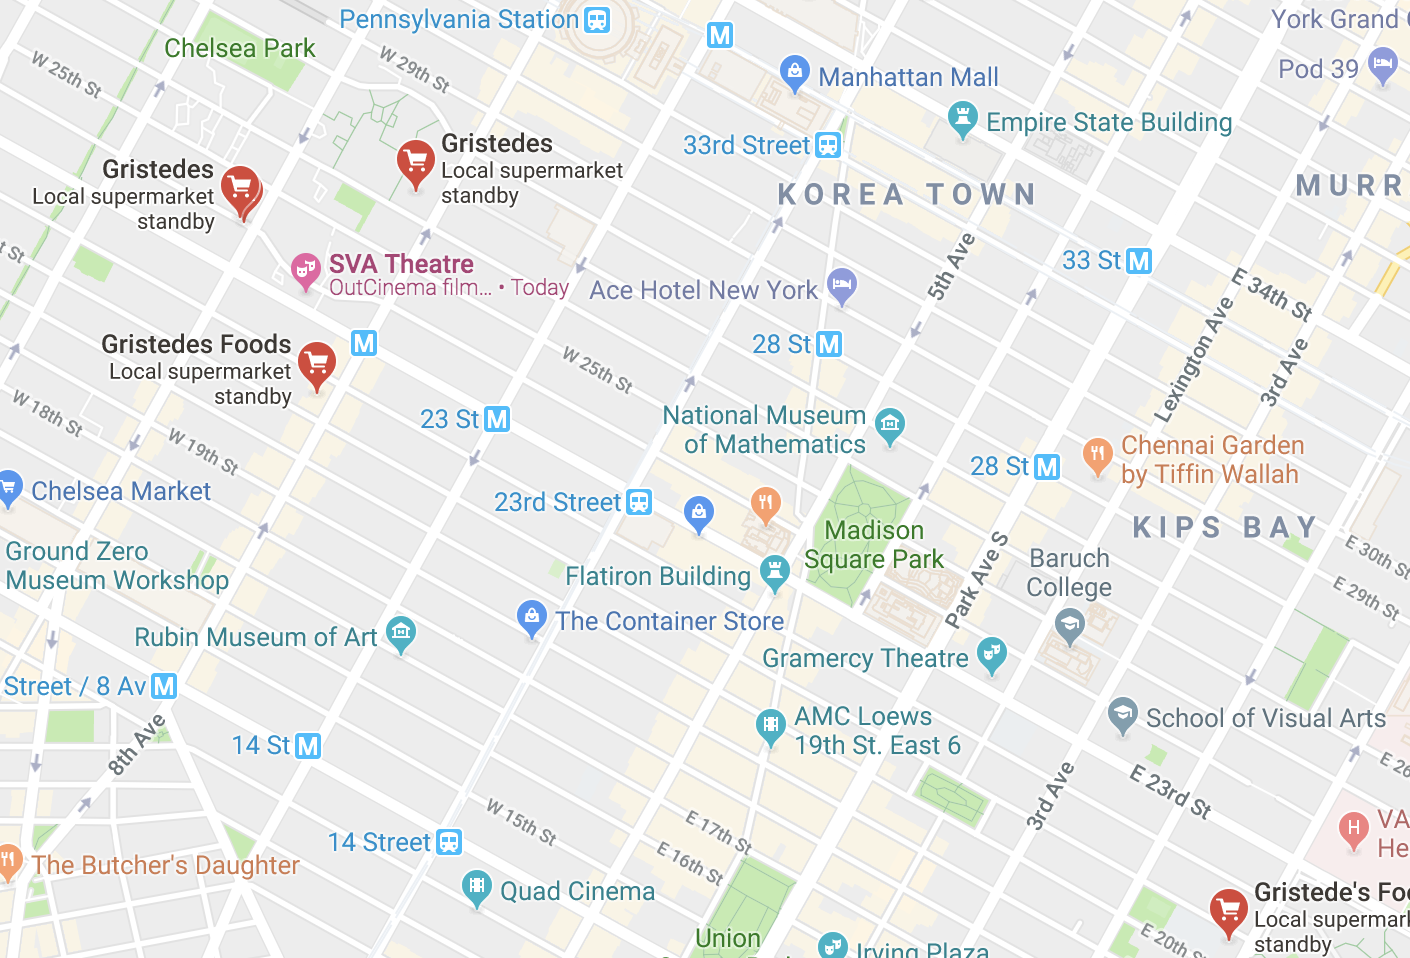 Pennsylvania Station
M
York Grand
Chelsea Park
W 29th St
W 25th St
Manhattan Mall
Pod 39
Empire State Building
33rd Street
Gristedes
Local supermarket
standby
Gristedes
Local supermarket
standby
KOREA TOWN
MURR
5th Ave
33 St M
E 34th St
SVA Theatre
OutCinema film... • Today
Ace Hotel New York
28 St M
Lexington Ave
3rd Ave
Gristedes Foods
Local supermarket
standby
M
W 25th St
W 18th St
W 19th St
23 St M
National Museum
of Mathematics
28 St M
Chennai Garden
by Tiffin Wallah
Chelsea Market
23rd Street
Madison
Square Park
KIPS BAY
Ground Zero
Museum Workshop
Flatiron Building
Park Ave S
Baruch
College
E 30th St
E 29th St
The Container Store
Rubin Museum of Art
Gramercy Theatre
Street / 8 Av M
8th Ave
14 St M
AMC Loews
19th St. East 6
School of Visual Arts
E 26
E 23rd St
3rd Ave
W 15th St
E 17th St
E 16th St
14 Street
H
VA
He
The Butcher's Daughter
Quad Cinema
Gristede's Foo
Local supermark
standby
E 20th St
Union
Irving Plaza